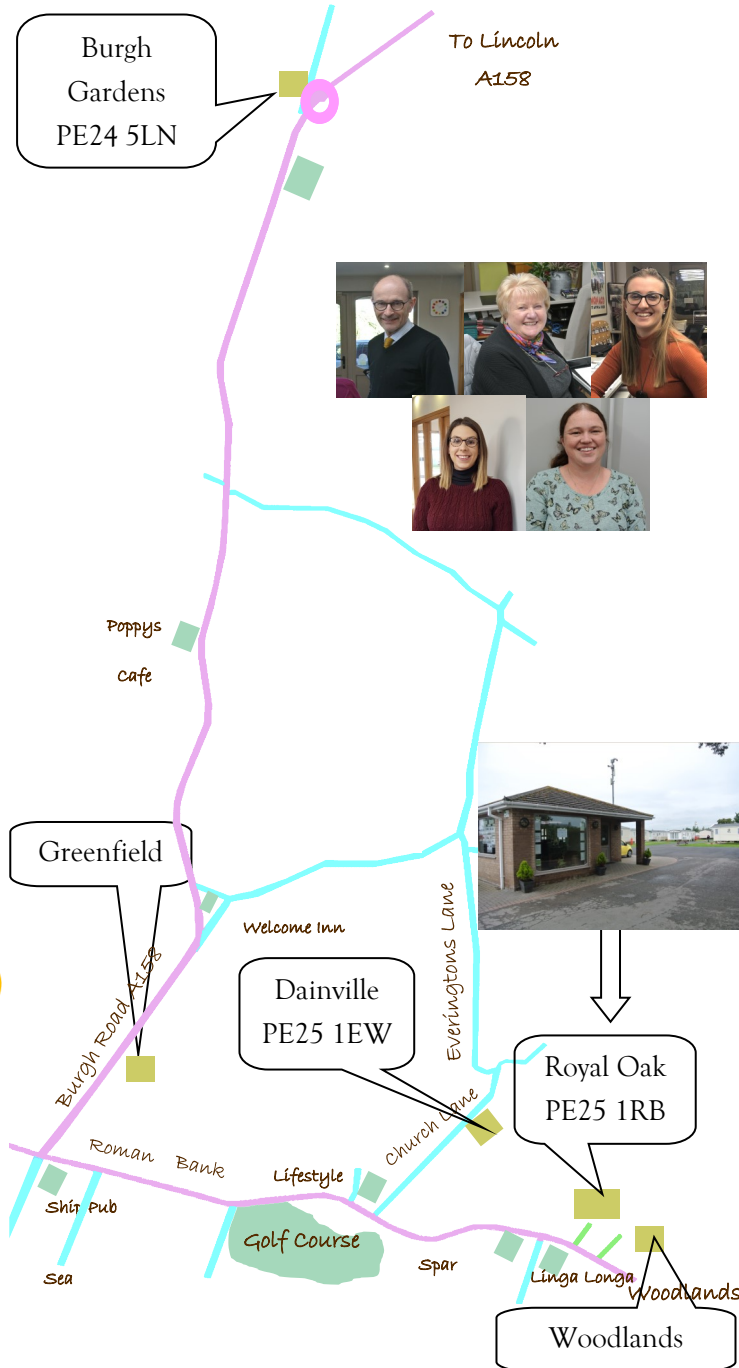 Burgh
Gardens
PE24 5LN
To Lincoln
A158
Poppys
Cafe
Greenfield
Welcome Inn
Burgh Road A158
Everingtons Lane
Dainville
PE25 1EW
Royal Oak
PE25 1RB
Church Lane
Roman Bank
Lifestyle
Ship Pub
Golf Course
Sea
Spar
Linga Longa
Woodlands
Woodlands